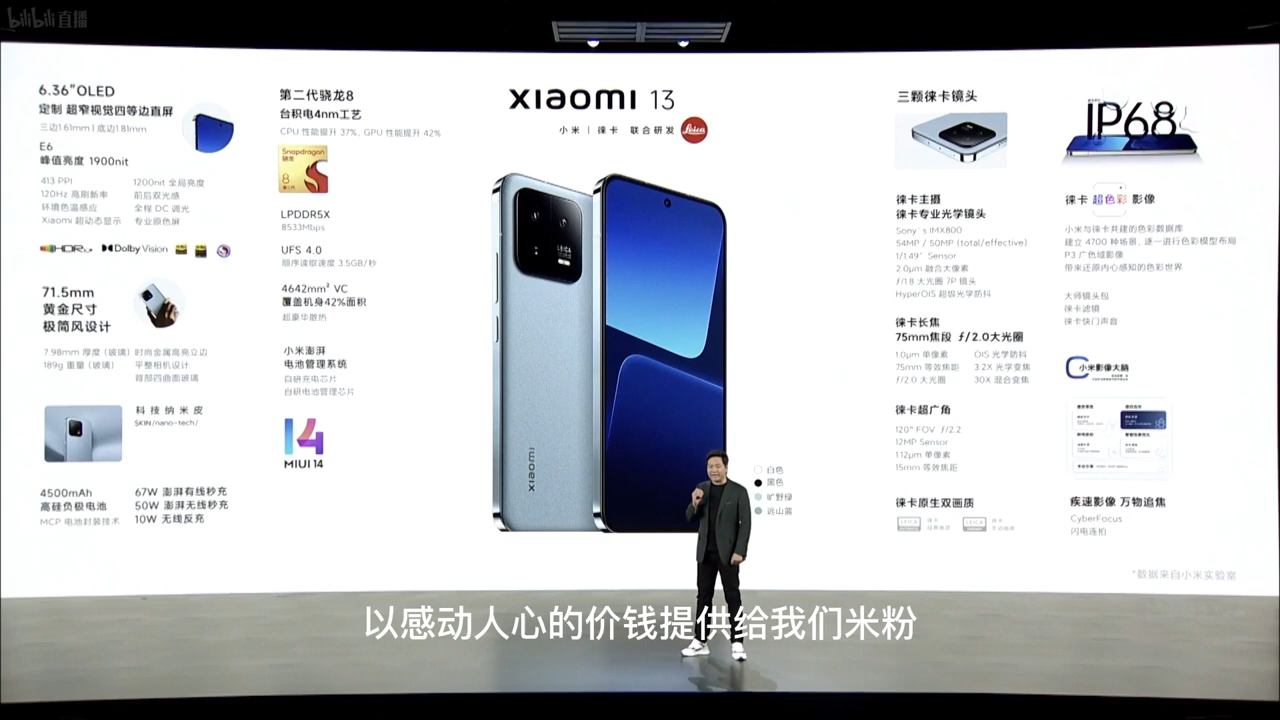 bilibili直播
6.36"OLED
定制 超窄视觉四等边直屏
三边1.61mm | 底边1.81mm
E6
峰值亮度 1900nit
413 PPI
120Hz 高刷新率
环境色温感应
Xiaomi 超动态显示
1200nit 全局亮度
前后双光感
全程 DC 调光
专业原色屏
Dolby Vision
71.5mm
黄金尺寸
极简风设计
7.98mm 厚度（玻璃）
189g 重量（玻璃）
时尚金属高亮立边
平整相机设计
背部四曲面玻璃
科技纳米皮
SKIN/nano-tech/
4500mAh
高硅负极电池
MCP 电池封装技术
67W 澎湃有线秒充
50W 澎湃无线秒充
10W 无线反充
第二代骁龙8
台积电4nm工艺
CPU 性能提升 37%, GPU 性能提升 42%
Snapdragon
骁龙
8
LPDDR5X
8533Mbps
UFS 4.0
顺序读取速度 3.5GB/秒
4642mm² VC
覆盖机身42%面积
超豪华散热
小米澎湃
电池管理系统
自研充电芯片
自研电池管理芯片
14
MIUI 14
XIAOMI 13
小米 | 徕卡 联合研发
Leica
LEICA
XIAOMI
白色
黑色
旷野绿
远山蓝
三颗徕卡镜头
徕卡主摄
徕卡专业光学镜头
Sony's IMX800
54MP / 50MP (total/effective)
1/1.49" Sensor
2.0μm 融合大像素
ƒ/1.8 大光圈 7P 镜头
HyperOIS 超级光学防抖
徕卡长焦
75mm焦段 ƒ/2.0大光圈
1.0μm 单像素
75mm 等效焦距
ƒ/2.0 大光圈
OIS 光学防抖
3.2X 光学变焦
30X 混合变焦
徕卡超广角
120° FOV ƒ/2.2
12MP Sensor
1.12μm 单像素
15mm 等效焦距
徕卡原生双画质
LEICA
徕卡
经典画质
LEICA
徕卡
生动画质
IP68
徕卡 超色彩 影像
小米与徕卡共建的色彩数据库
建立 4700 种场景，逐一进行色彩模型布局
P3 广色域影像
带来还原内心感知的色彩世界
大师镜头包
徕卡滤镜
徕卡快门声音
小米影像大脑
疾速影像 万物追焦
CyberFocus
闪电连拍
*数据来自小米实验室
以感动人心的价钱提供给我们米粉